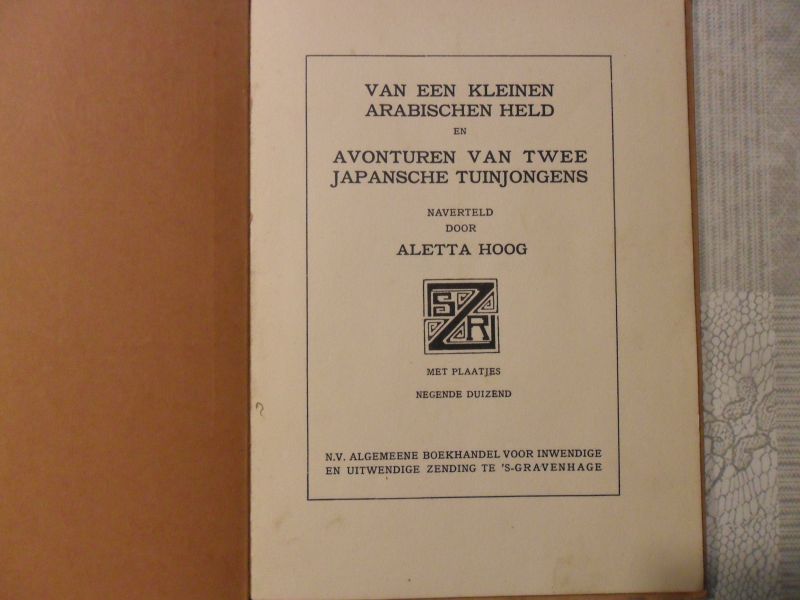 VAN EEN KLEINEN
ARABISCHEN HELD
EN
AVONTUREN VAN TWEE
JAPANSCHE TUINJONGENS
NAVERTELD
DOOR
ALETTA HOOG
S Z R
MET PLAATJES
NEGENDE DUIZEND
N.V. ALGEMEENE BOEKHANDEL VOOR INWENDIGE
EN UITWENDIGE ZENDING TE 'S-GRAVENHAGE